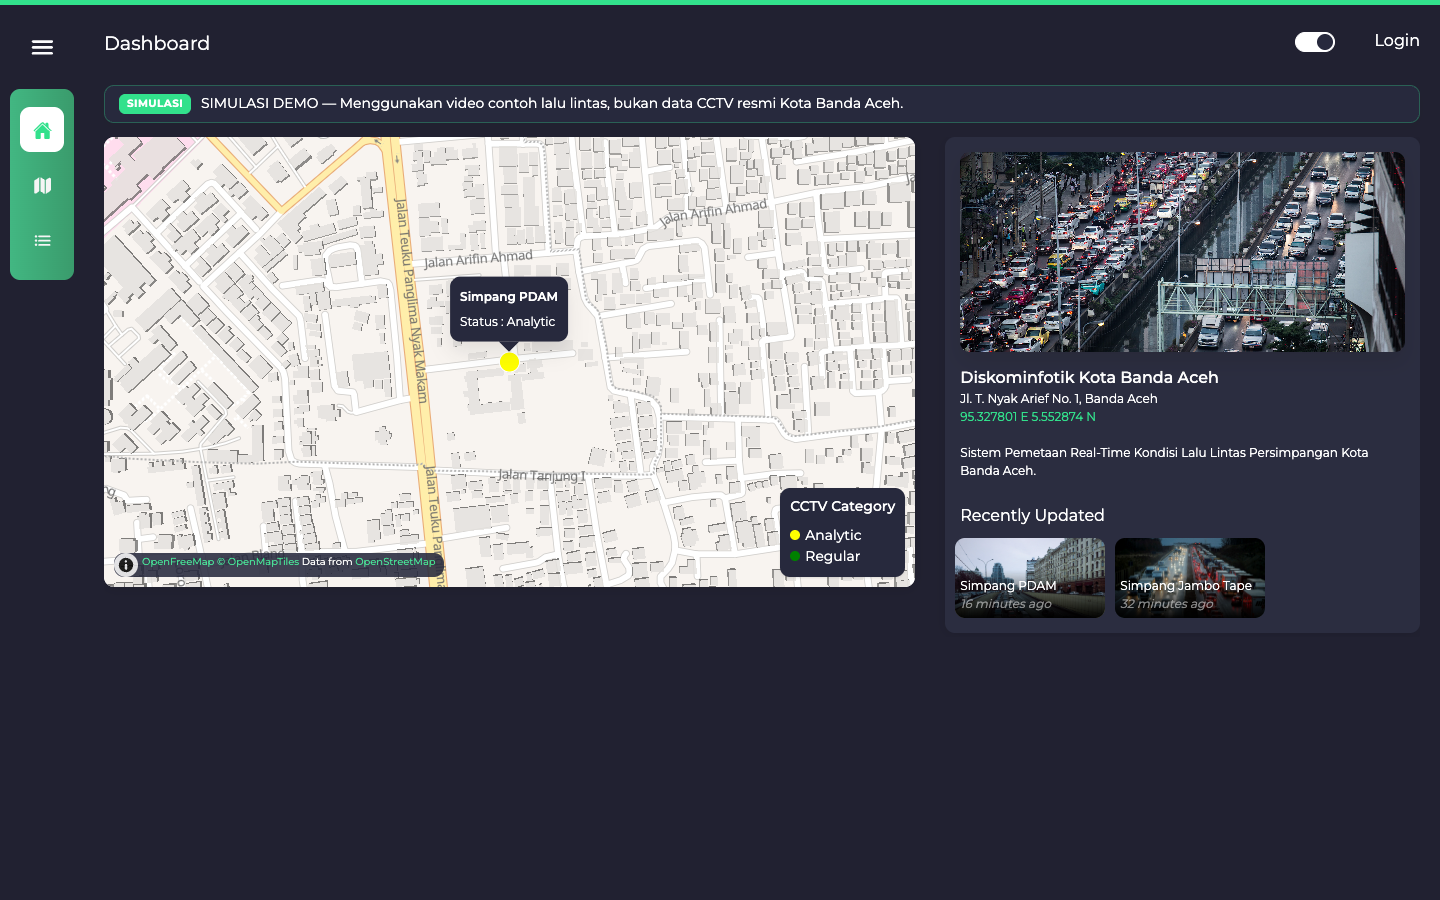 Dashboard
Login
SIMULASI
SIMULASI DEMO — Menggunakan video contoh lalu lintas, bukan data CCTV resmi Kota Banda Aceh.
Jalan Arifin Ahmad
Jalan Teuku Panglima Nyak Makam
Jalan Arifin Ahmad
Simpang PDAM
Status : Analytic
Jalan Tanjung I
Jalan Teuku Pa
CCTV Category
Analytic
Regular
OpenFreeMap © OpenMapTiles Data from OpenStreetMap
Diskominfotik Kota Banda Aceh
Jl. T. Nyak Arief No. 1, Banda Aceh
95.327801 E 5.552874 N
Sistem Pemetaan Real-Time Kondisi Lalu Lintas Persimpangan Kota
Banda Aceh.
Recently Updated
Simpang PDAM
16 minutes ago
Simpang Jambo Tape
32 minutes ago